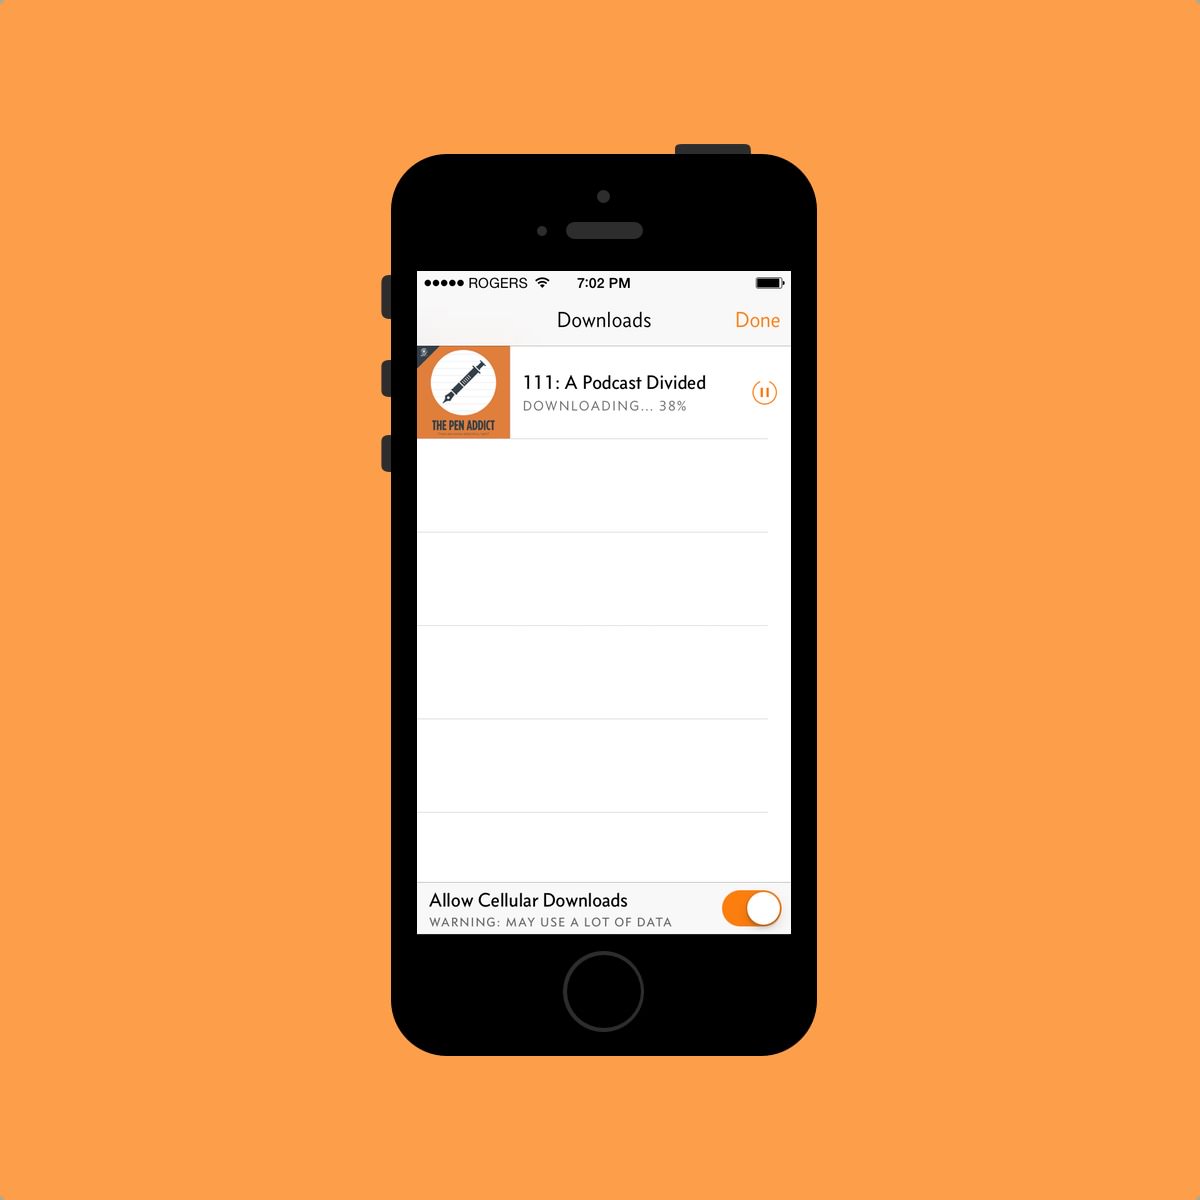 ROGERS 7:02 PM
Downloads Done
111: A Podcast Divided
DOWNLOADING... 38%
THE PEN ADDICT
Allow Cellular Downloads
WARNING: MAY USE A LOT OF DATA